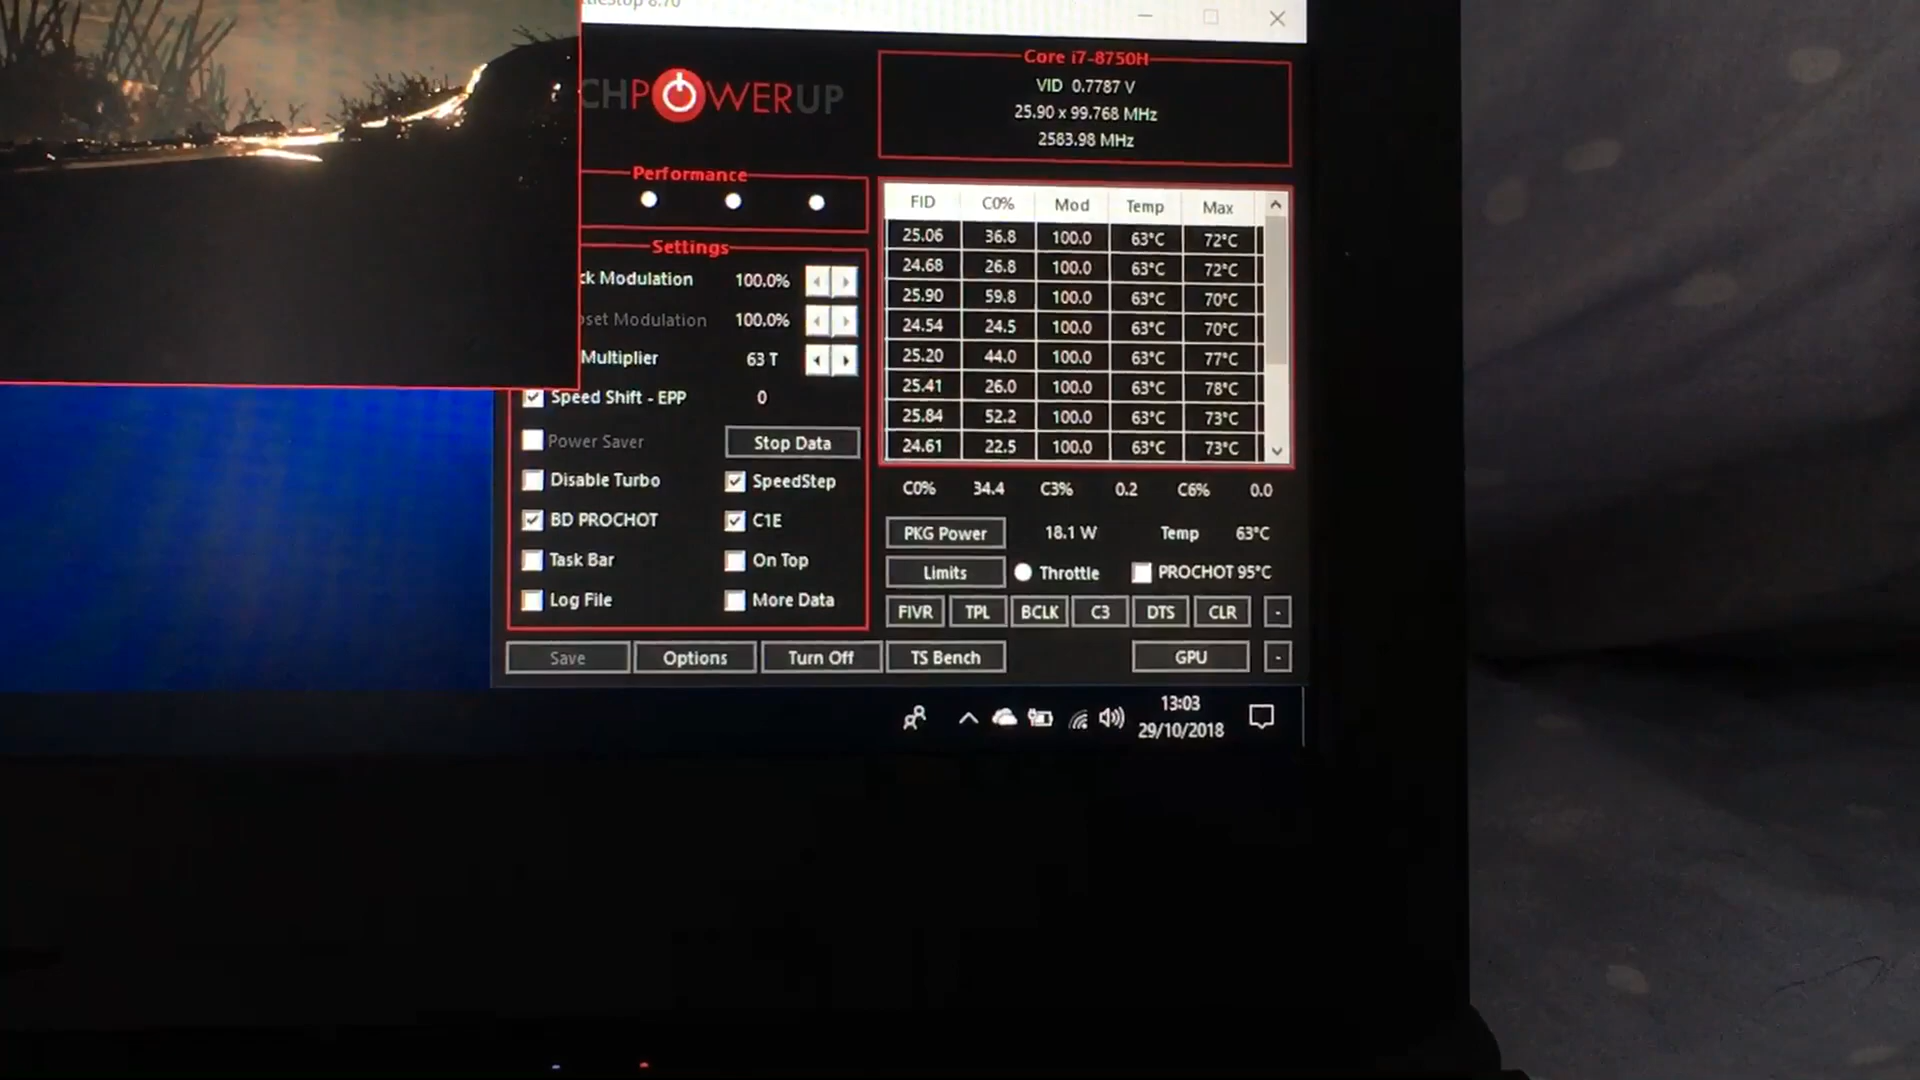 Core i7-8750H
VID 0.7787 V
CHPOWERUP
25.90 x 99.768 MHz
2583.98 MHz
Performance
Settings
ck Modulation 100.0%
set Modulation 100.0%
Multiplier 63 T
Speed Shift - EPP 0
Power Saver Stop Data
Disable Turbo SpeedStep
BD PROCHOT C1E
Task Bar On Top
Log File More Data
FID C0% Mod Temp Max
25.06 36.8 100.0 63°C 72°C
24.68 26.8 100.0 63°C 72°C
25.90 59.8 100.0 63°C 70°C
24.54 24.5 100.0 63°C 70°C
25.20 44.0 100.0 63°C 77°C
25.41 26.0 100.0 63°C 78°C
25.84 52.2 100.0 63°C 73°C
24.61 22.5 100.0 63°C 73°C
C0% 34.4 C3% 0.2 C6% 0.0
PKG Power 18.1 W Temp 63°C
Limits Throttle PROCHOT 95°C
FIVR TPL BCLK C3 DTS CLR -
Save Options Turn Off TS Bench GPU -
13:03
29/10/2018